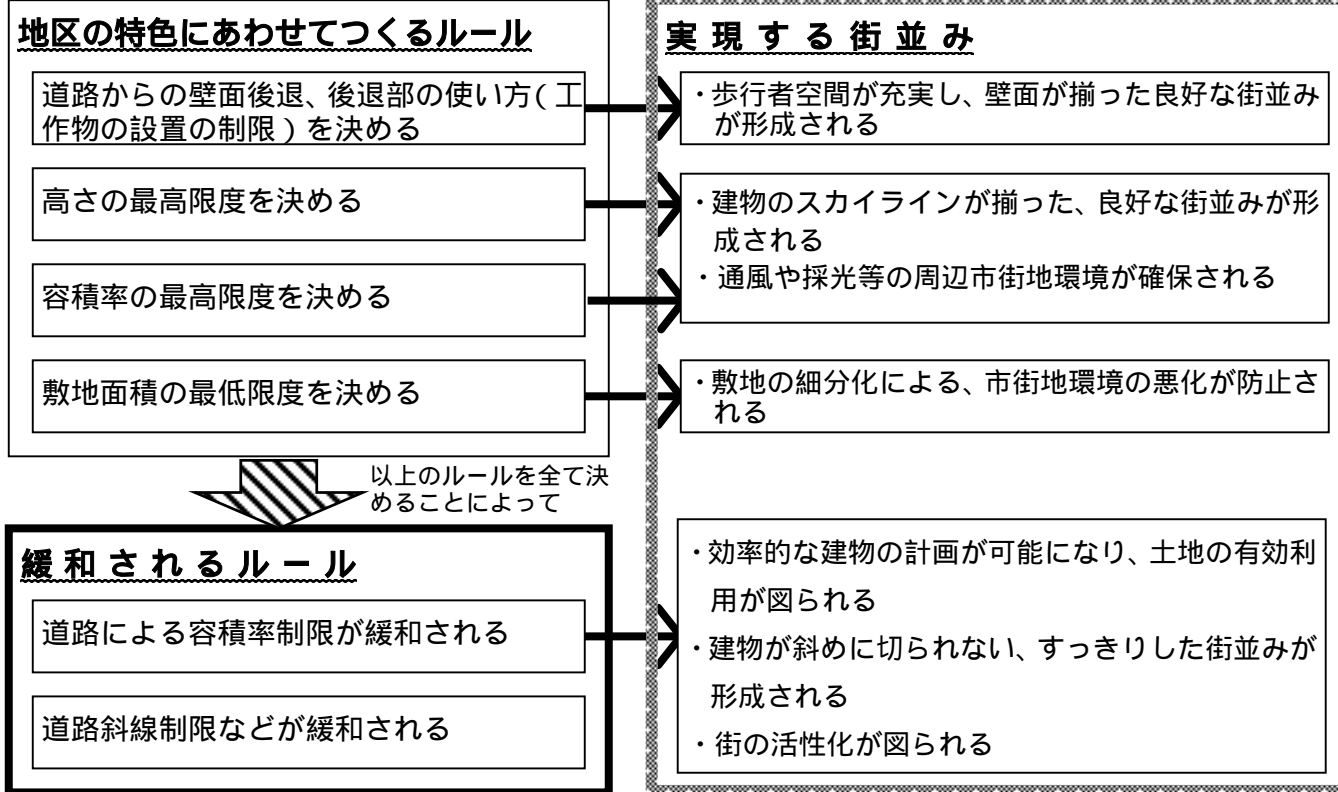 地区の特色にあわせてつくるルール
道路からの壁面後退、後退部の使い方(工
作物の設置の制限)を決める
高さの最高限度を決める
容積率の最高限度を決める
敷地面積の最低限度を決める
以上のルールを全て決
めることによって
緩和されるルール
道路による容積率制限が緩和される
道路斜線制限などが緩和される
実現する街並み
・歩行者空間が充実し、壁面が揃った良好な街並み
が形成される
・建物のスカイラインが揃った、良好な街並みが形
成される
・通風や採光等の周辺市街地環境が確保される
・敷地の細分化による、市街地環境の悪化が防止さ
れる
・効率的な建物の計画が可能になり、土地の有効利
用が図られる
・建物が斜めに切られない、すっきりした街並みが
形成される
・街の活性化が図られる